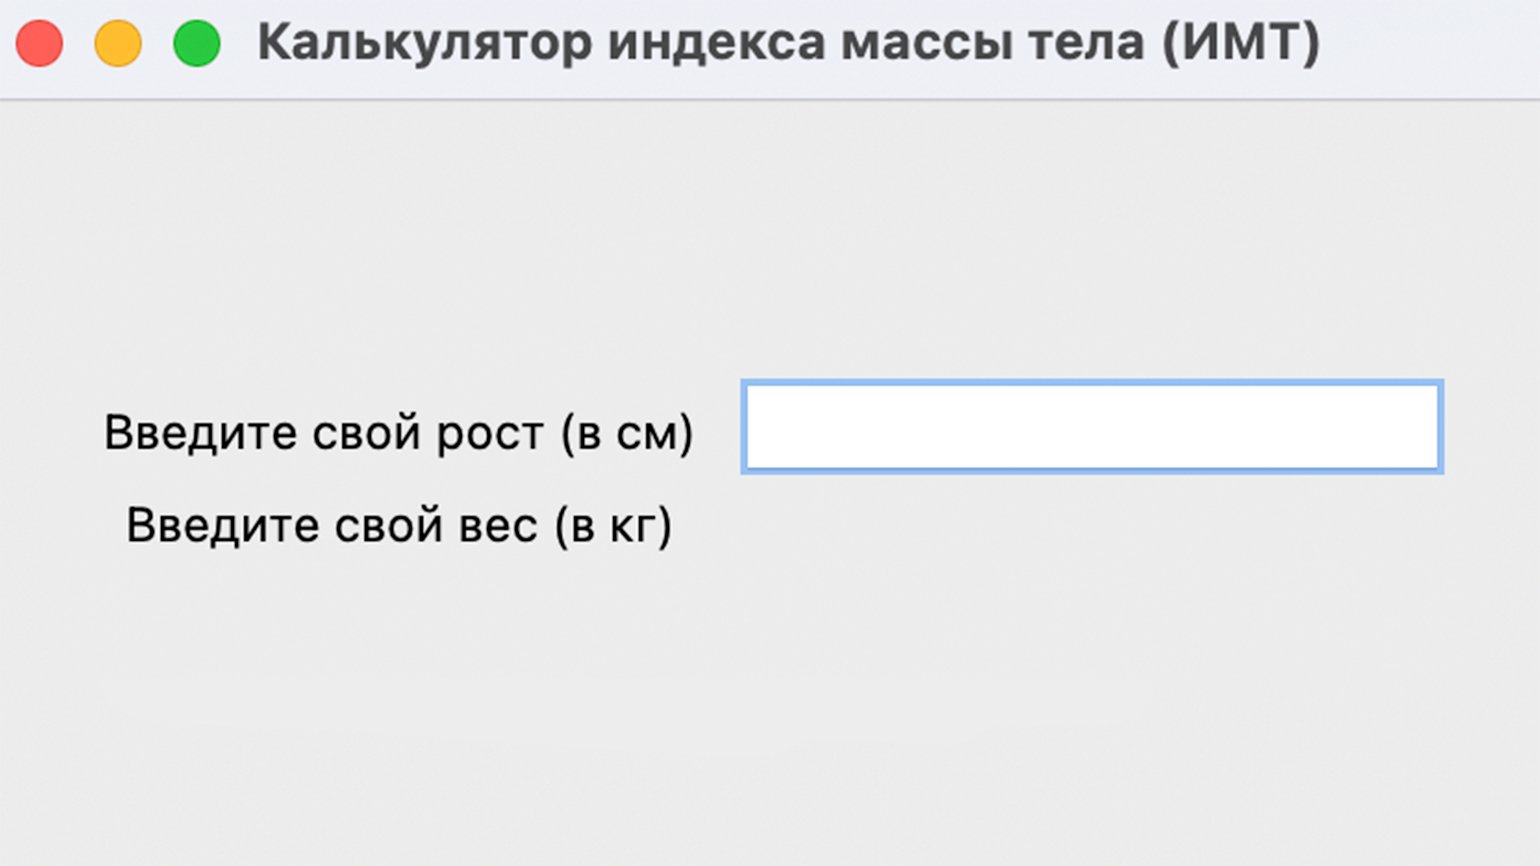 Калькулятор индекса массы тела (ИМТ)
Введите свой рост (в см)
Введите свой вес (в кг)